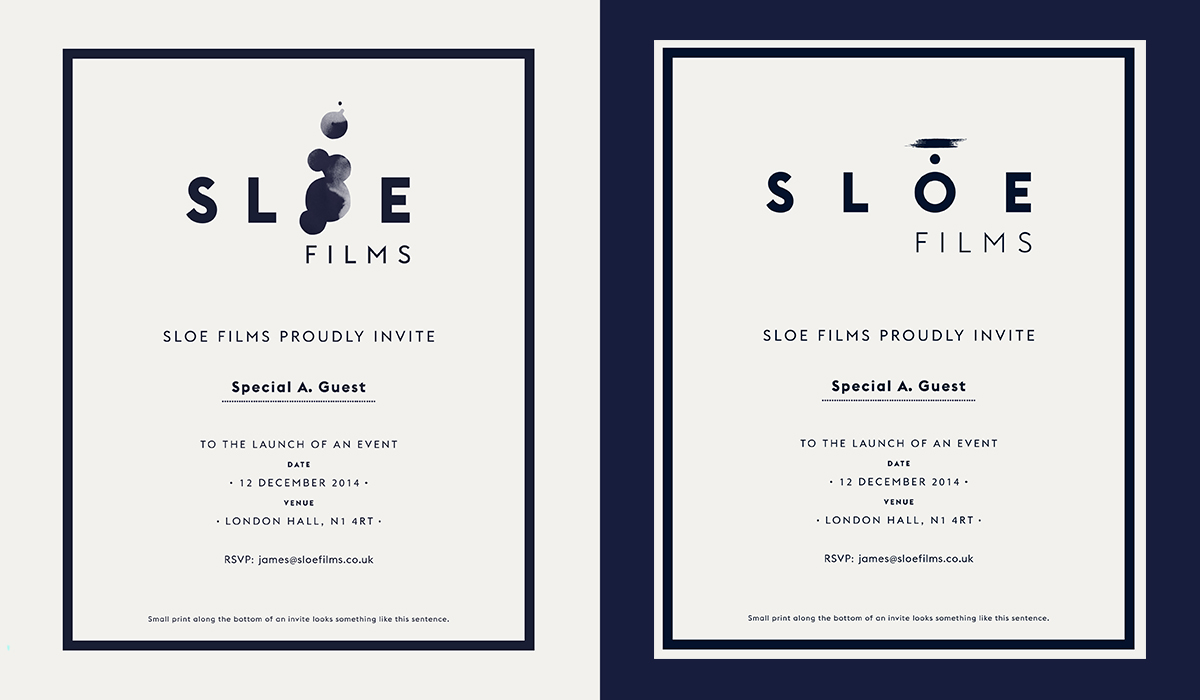 SLOE
FILMS
SLOE FILMS PROUDLY INVITE
Special A. Guest
TO THE LAUNCH OF AN EVENT
DATE
• 12 DECEMBER 2014 •
VENUE
• LONDON HALL, N1 4RT •
RSVP: james@sloefilms.co.uk
Small print along the bottom of an invite looks something like this sentence.
SLOE
FILMS
SLOE FILMS PROUDLY INVITE
Special A. Guest
TO THE LAUNCH OF AN EVENT
DATE
• 12 DECEMBER 2014 •
VENUE
• LONDON HALL, N1 4RT •
RSVP: james@sloefilms.co.uk
Small print along the bottom of an invite looks something like this sentence.